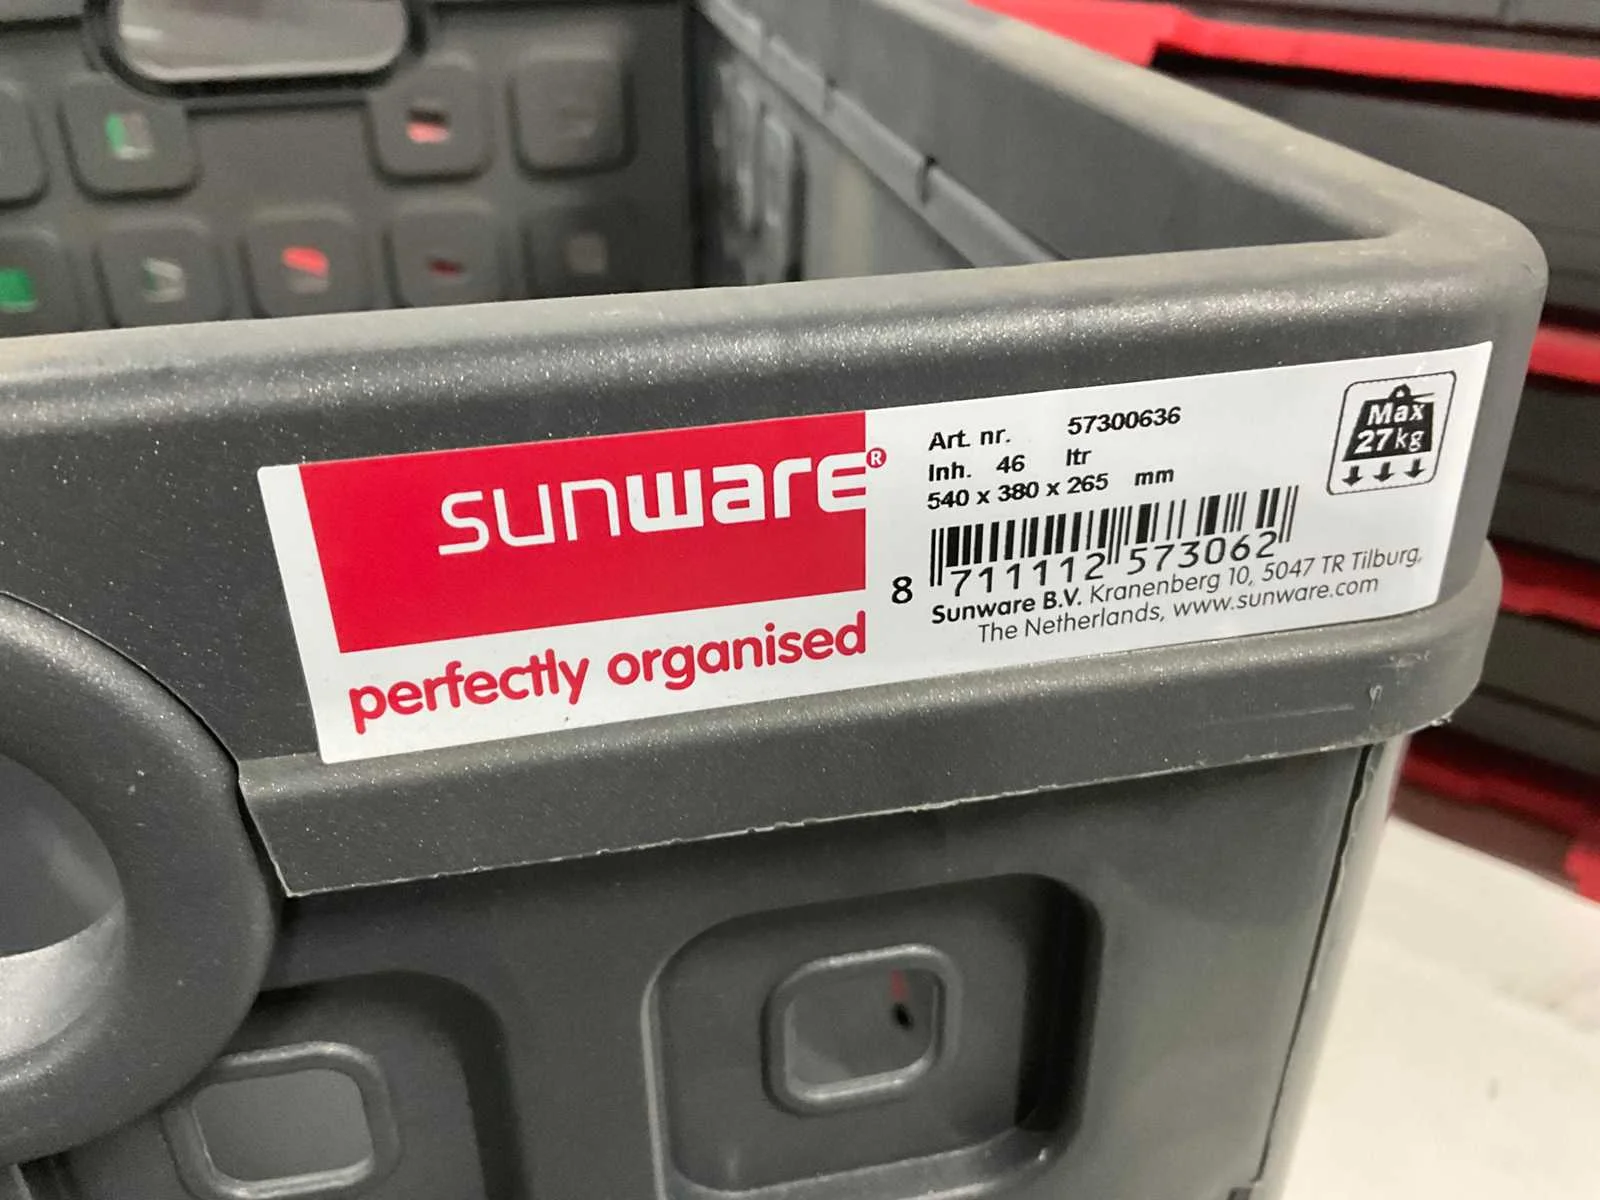 sunware®
perfectly organised
Art. nr. 57300636
Inh. 46 ltr
540 x 380 x 265 mm
8 711112 573062
Sunware B.V. Kranenberg 10, 5047 TR Tilburg,
The Netherlands, www.sunware.com
Max
27kg